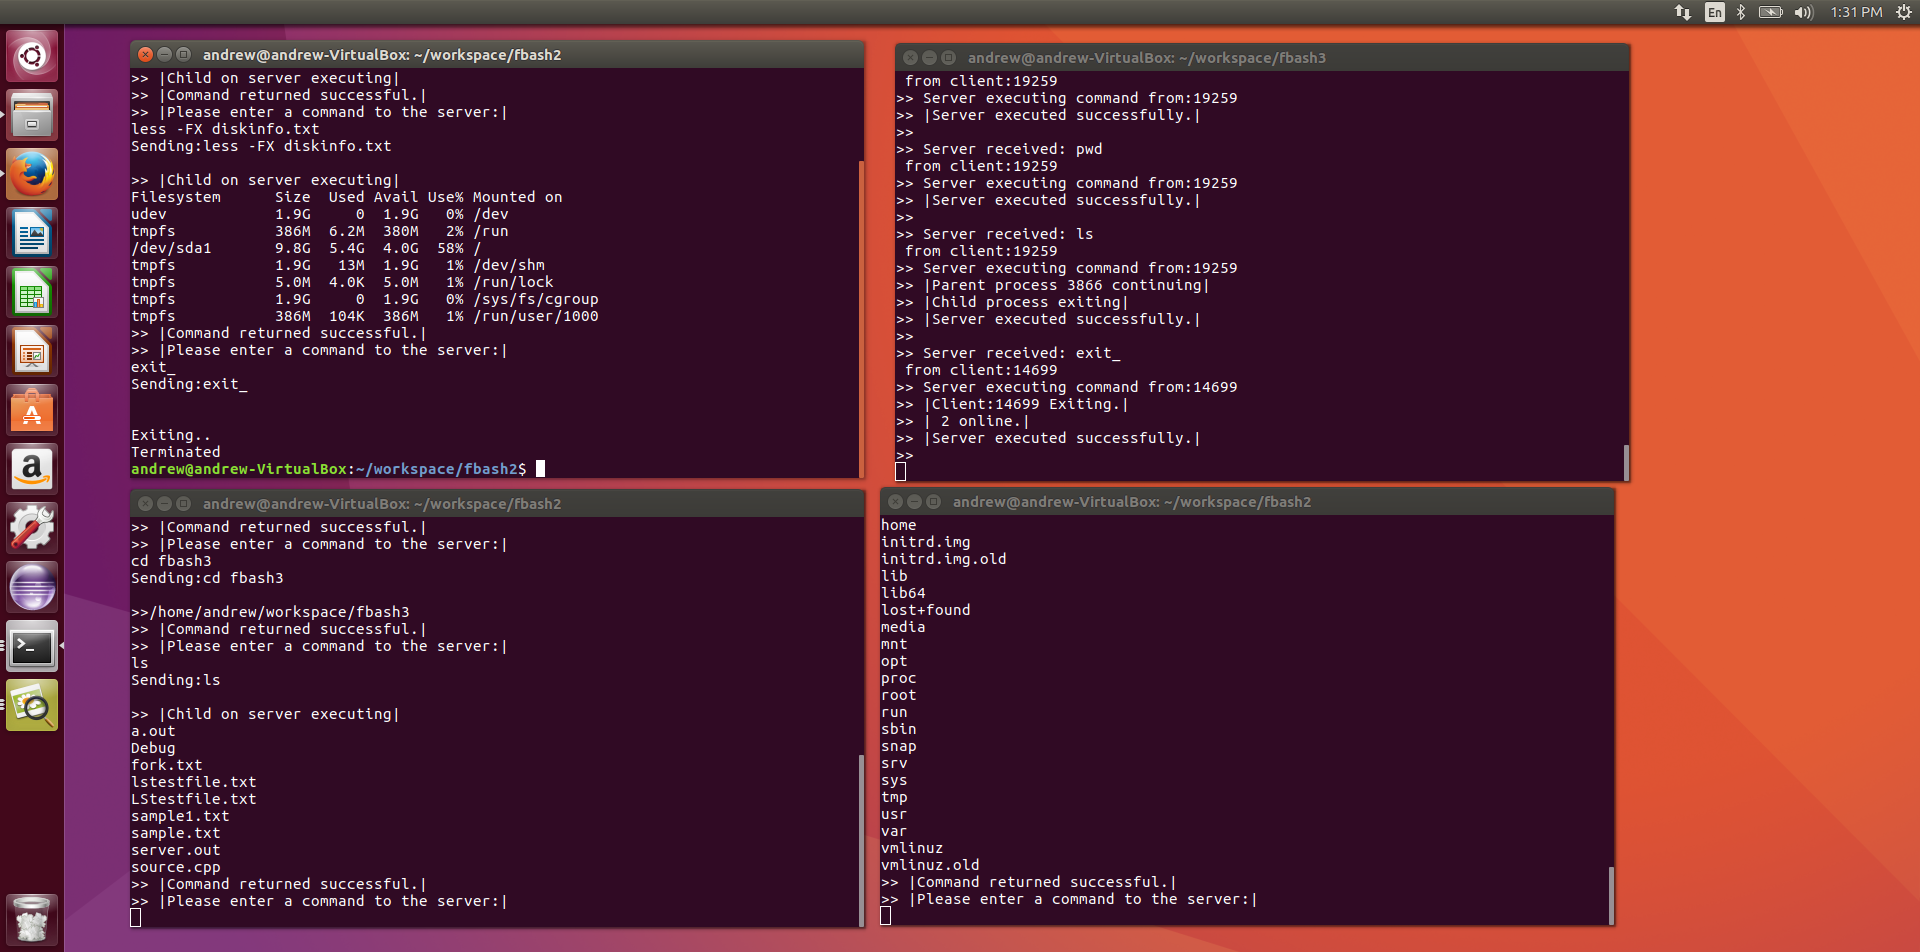 En 1:31 PM
andrew@andrew-VirtualBox: ~/workspace/fbash2
>> |Child on server executing|
>> |Command returned successful.|
>> |Please enter a command to the server:|
less -FX diskinfo.txt
Sending:less -FX diskinfo.txt
>> |Child on server executing|
Filesystem      Size  Used Avail Use% Mounted on
udev            1.9G     0  1.9G   0% /dev
tmpfs           386M  6.2M  380M   2% /run
/dev/sda1       9.8G  5.4G  4.0G  58% /
tmpfs           1.9G   13M  1.9G   1% /dev/shm
tmpfs           5.0M  4.0K  5.0M   1% /run/lock
tmpfs           1.9G     0  1.9G   0% /sys/fs/cgroup
tmpfs           386M  104K  386M   1% /run/user/1000
>> |Command returned successful.|
>> |Please enter a command to the server:|
exit_
Sending:exit_
Exiting..
Terminated
andrew@andrew-VirtualBox:~/workspace/fbash2$
andrew@andrew-VirtualBox: ~/workspace/fbash3
from client:19259
>> Server executing command from:19259
>> |Server executed successfully.|
>>
>> Server received: pwd
from client:19259
>> Server executing command from:19259
>> |Server executed successfully.|
>>
>> Server received: ls
from client:19259
>> Server executing command from:19259
>> |Parent process 3866 continuing|
>> |Child process exiting|
>> |Server executed successfully.|
>>
>> Server received: exit_
from client:14699
>> Server executing command from:14699
>> |Client:14699 Exiting.|
>> | 2 online.|
>> |Server executed successfully.|
>>
andrew@andrew-VirtualBox: ~/workspace/fbash2
>> |Command returned successful.|
>> |Please enter a command to the server:|
cd fbash3
Sending:cd fbash3
>>/home/andrew/workspace/fbash3
>> |Command returned successful.|
>> |Please enter a command to the server:|
ls
Sending:ls
>> |Child on server executing|
a.out
Debug
fork.txt
lstestfile.txt
LStestfile.txt
sample1.txt
sample.txt
server.out
source.cpp
>> |Command returned successful.|
>> |Please enter a command to the server:|
andrew@andrew-VirtualBox: ~/workspace/fbash2
home
initrd.img
initrd.img.old
lib
lib64
lost+found
media
mnt
opt
proc
root
run
sbin
snap
srv
sys
tmp
usr
var
vmlinuz
vmlinuz.old
>> |Command returned successful.|
>> |Please enter a command to the server:|